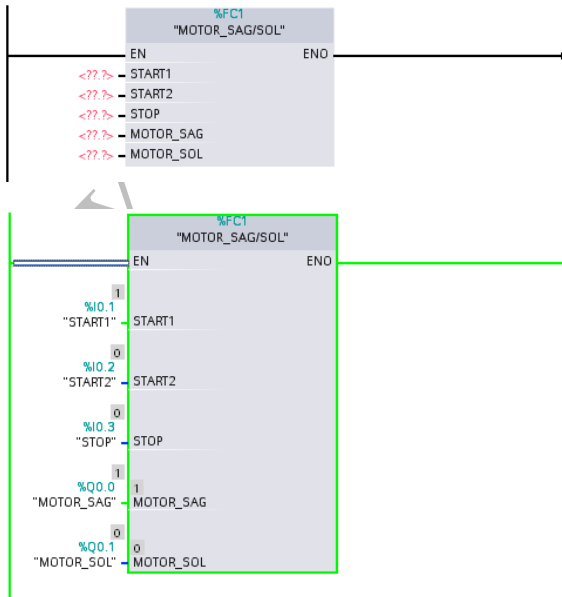 %FC1
"MOTOR_SAG/SOL"
EN ENO
<??.?> START1
<??.?> START2
<??.?> STOP
<??.?> MOTOR_SAG
<??.?> MOTOR_SOL
%FC1
"MOTOR_SAG/SOL"
EN ENO
1
%I0.1
"START1" START1
0
%I0.2
"START2" START2
0
%I0.3
"STOP" STOP
1
%Q0.0 1
"MOTOR_SAG" MOTOR_SAG
0
%Q0.1 0
"MOTOR_SOL" MOTOR_SOL